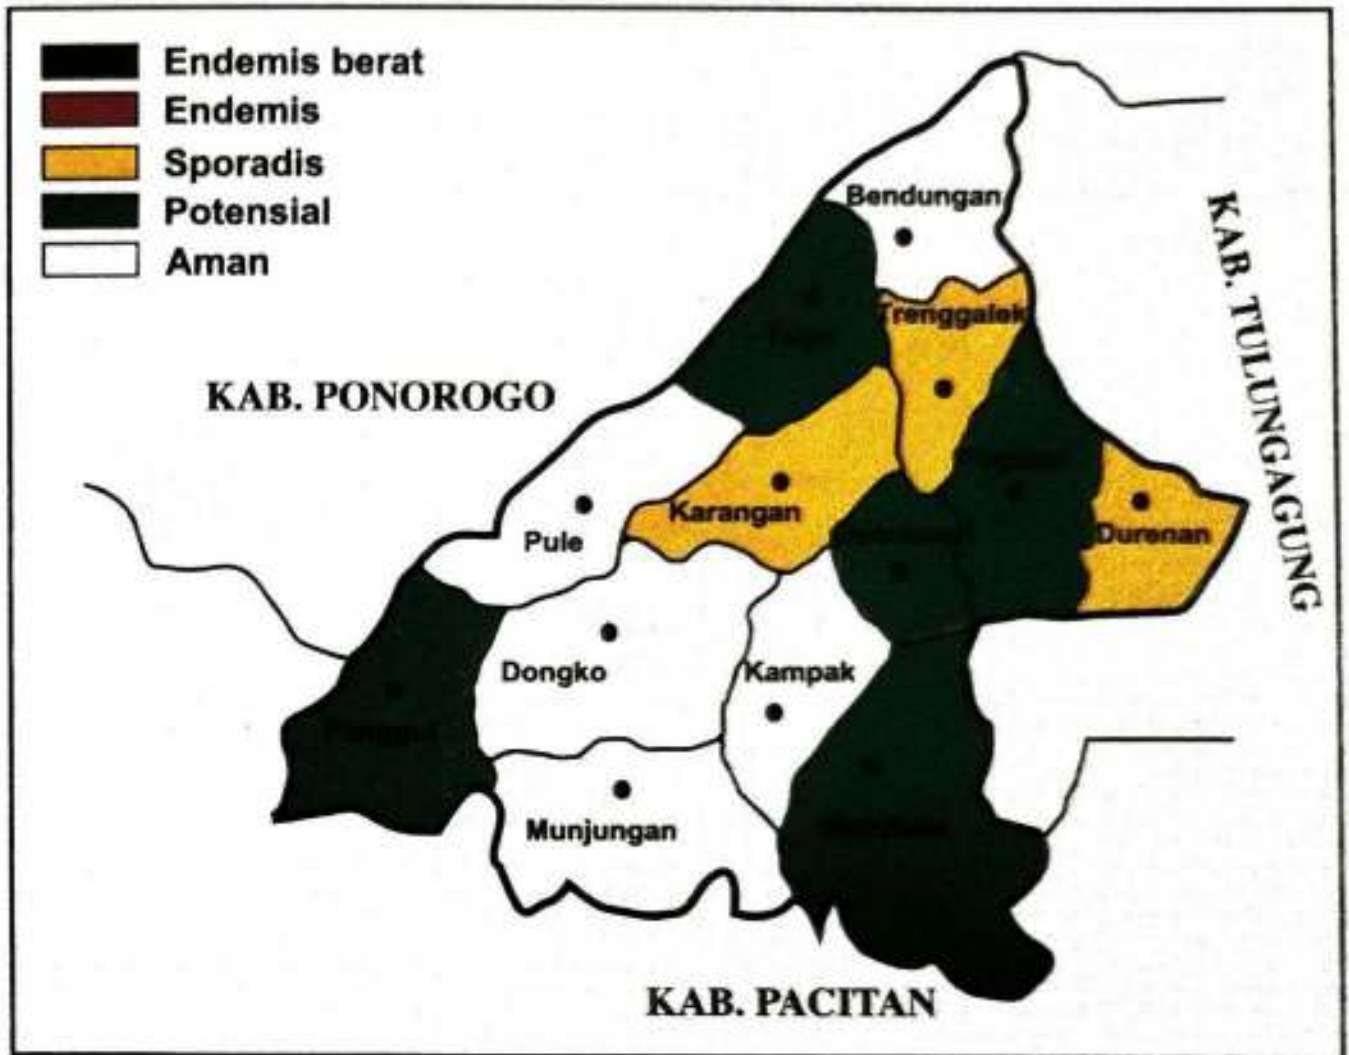 Endemis berat
Endemis
Sporadis
Potensial
Aman
Bendungan
Trenggalek
KAB. TULUNGAGUNG
KAB. PONOROGO
Karangan
Pule
Durenan
Dongko
Kampak
Panggul
Munjungan
KAB. PACITAN